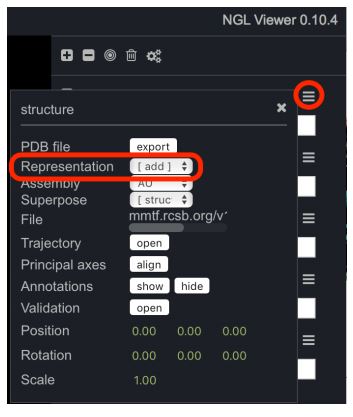 NGL Viewer 0.10.4
structure
PDB file export
Representation [ add ]
Assembly AU
Superpose [ struc
File mmtf.rcsb.org/v1
Trajectory open
Principal axes align
Annotations show hide
Validation open
Position 0.00 0.00 0.00
Rotation 0.00 0.00 0.00
Scale 1.00